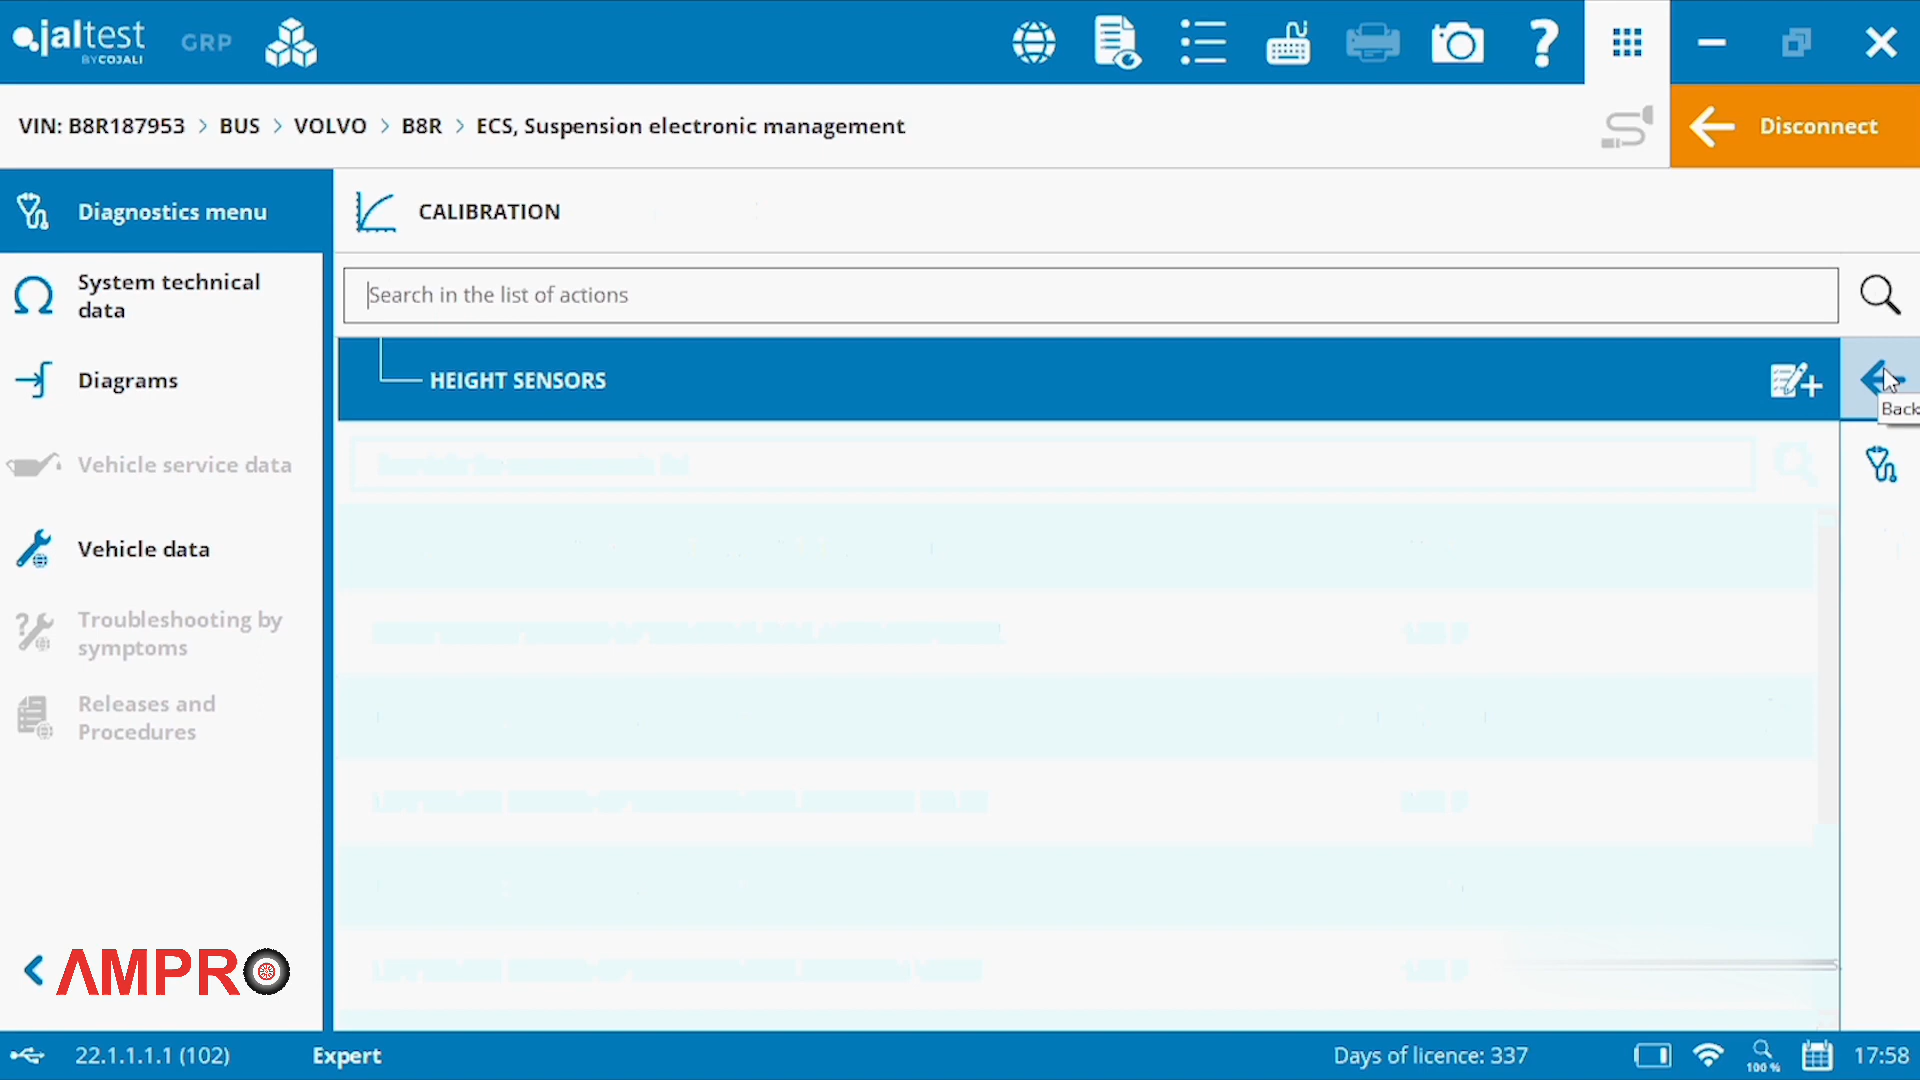 jaltest
BY COJALI
GRP
?
VIN: B8R187953 > BUS > VOLVO > B8R > ECS, Suspension electronic management
Disconnect
Diagnostics menu
CALIBRATION
System technical
data
Search in the list of actions
Diagrams
HEIGHT SENSORS
Back
Vehicle service data
Vehicle data
Troubleshooting by
symptoms
Releases and
Procedures
AMPRO
22.1.1.1.1 (102)
Expert
Days of licence: 337
100 %
17:58